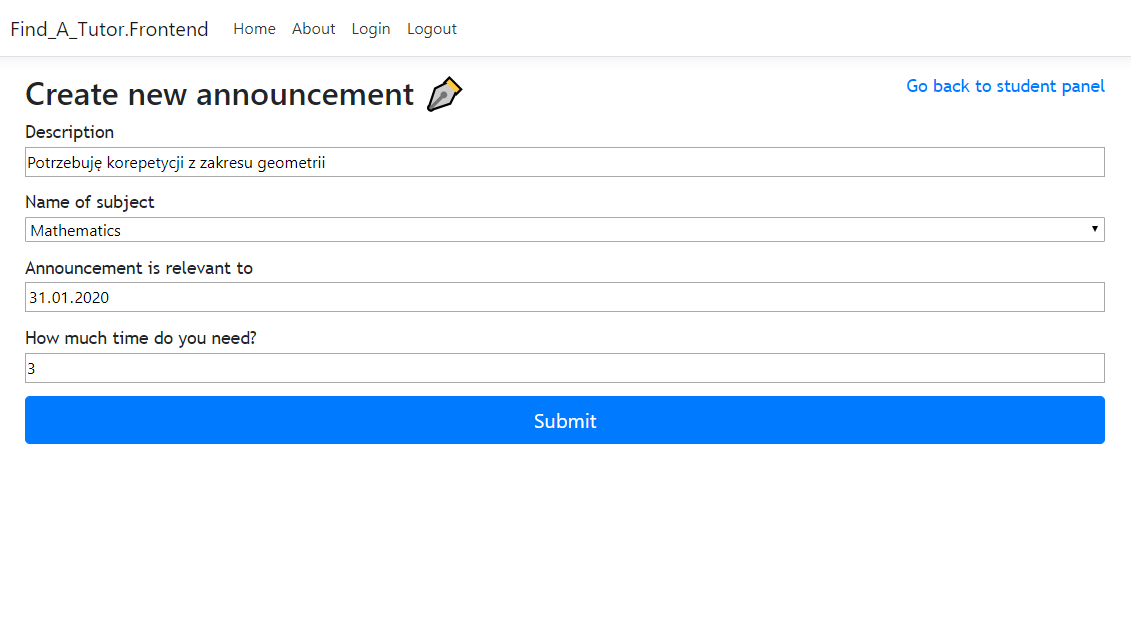 Find_A_Tutor.Frontend Home About Login Logout
Create new announcement
Go back to student panel
Description
Potrzebuję korepetycji z zakresu geometrii
Name of subject
Mathematics
Announcement is relevant to
31.01.2020
How much time do you need?
3
Submit